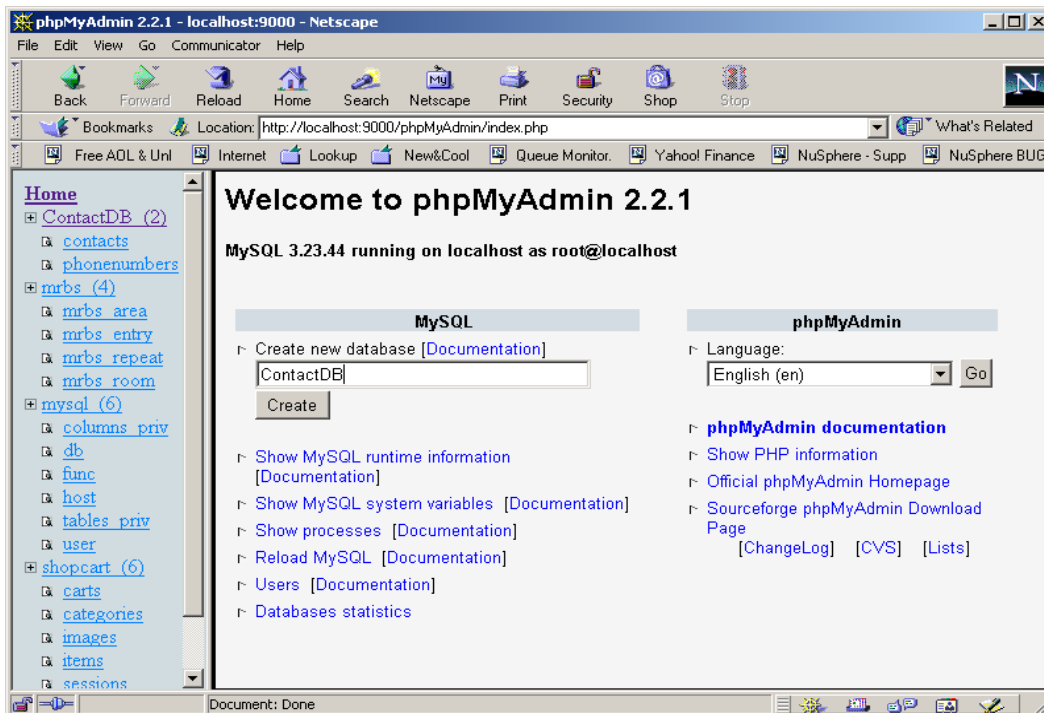 phpMyAdmin 2.2.1 - localhost:9000 - Netscape
File Edit View Go Communicator Help
My
N
Back Forward Reload Home Search Netscape Print Security Shop Stop
Bookmarks Location: http://localhost:9000/phpMyAdmin/index.php What's Related
Free AOL & Unl Internet Lookup New&Cool Queue Monitor. Yahoo! Finance NuSphere - Supp NuSphere BUG
Home
ContactDB (2)
contacts
phonenumbers
mrbs (4)
mrbs_area
mrbs_entry
mrbs_repeat
mrbs_room
mysql (6)
columns_priv
db
func
host
tables_priv
user
shopcart (6)
carts
categories
images
items
sessions
Welcome to phpMyAdmin 2.2.1
MySQL 3.23.44 running on localhost as root@localhost
MySQL
Create new database [Documentation]
ContactDB
Create
Show MySQL runtime information
[Documentation]
Show MySQL system variables [Documentation]
Show processes [Documentation]
Reload MySQL [Documentation]
Users [Documentation]
Databases statistics
phpMyAdmin
Language:
English (en) Go
phpMyAdmin documentation
Show PHP information
Official phpMyAdmin Homepage
Sourceforge phpMyAdmin Download
Page
[ChangeLog] [CVS] [Lists]
Document: Done